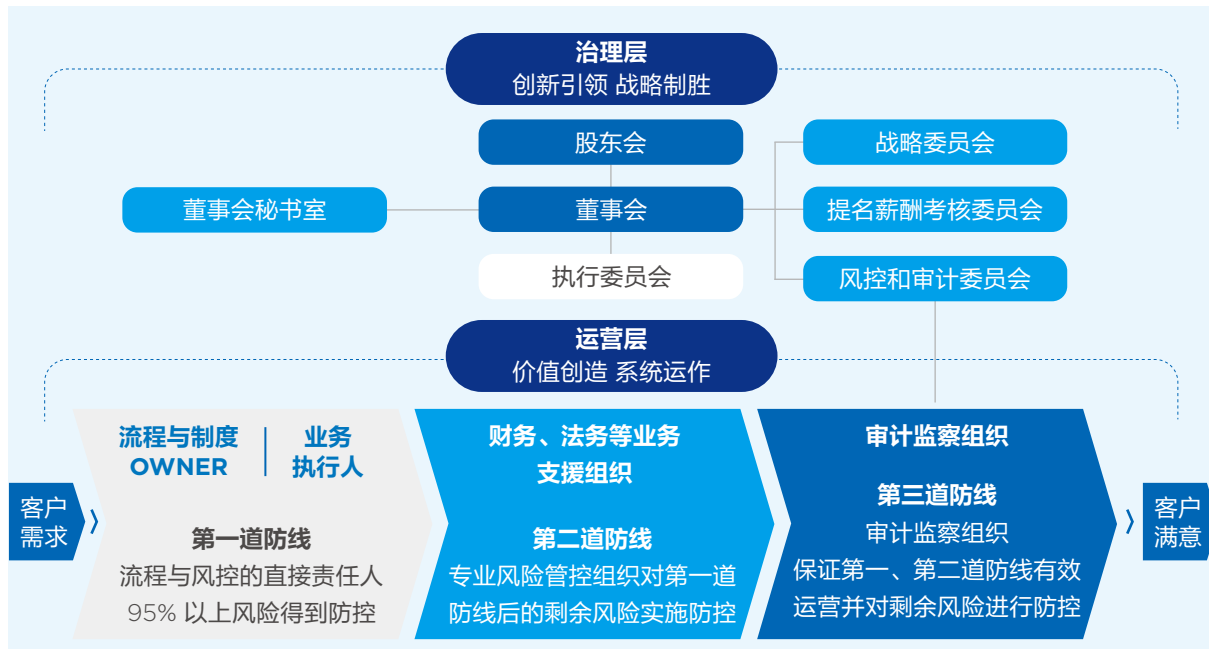 治理层
创新引领 战略制胜
股东会
战略委员会
董事会秘书室
董事会
提名薪酬考核委员会
执行委员会
风控和审计委员会
运营层
价值创造 系统运作
客户
需求
流程与制度
OWNER
业务
执行人
第一道防线
流程与风控的直接责任人
95% 以上风险得到防控
财务、法务等业务
支援组织
第二道防线
专业风险管控组织对第一道
防线后的剩余风险实施防控
审计监察组织
第三道防线
审计监察组织
保证第一、第二道防线有效
运营并对剩余风险进行防控
客户
满意